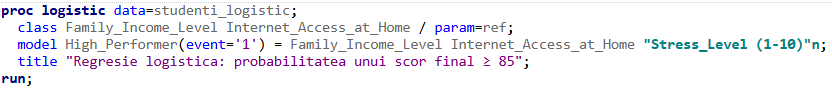 proc logistic data=studenti_logistic;
class Family_Income_Level Internet_Access_at_Home / param=ref;
model High_Performer(event='1') = Family_Income_Level Internet_Access_at_Home "Stress_Level (1-10)"n;
title "Regresie logistica: probabilitatea unui scor final ≥ 85";
run;